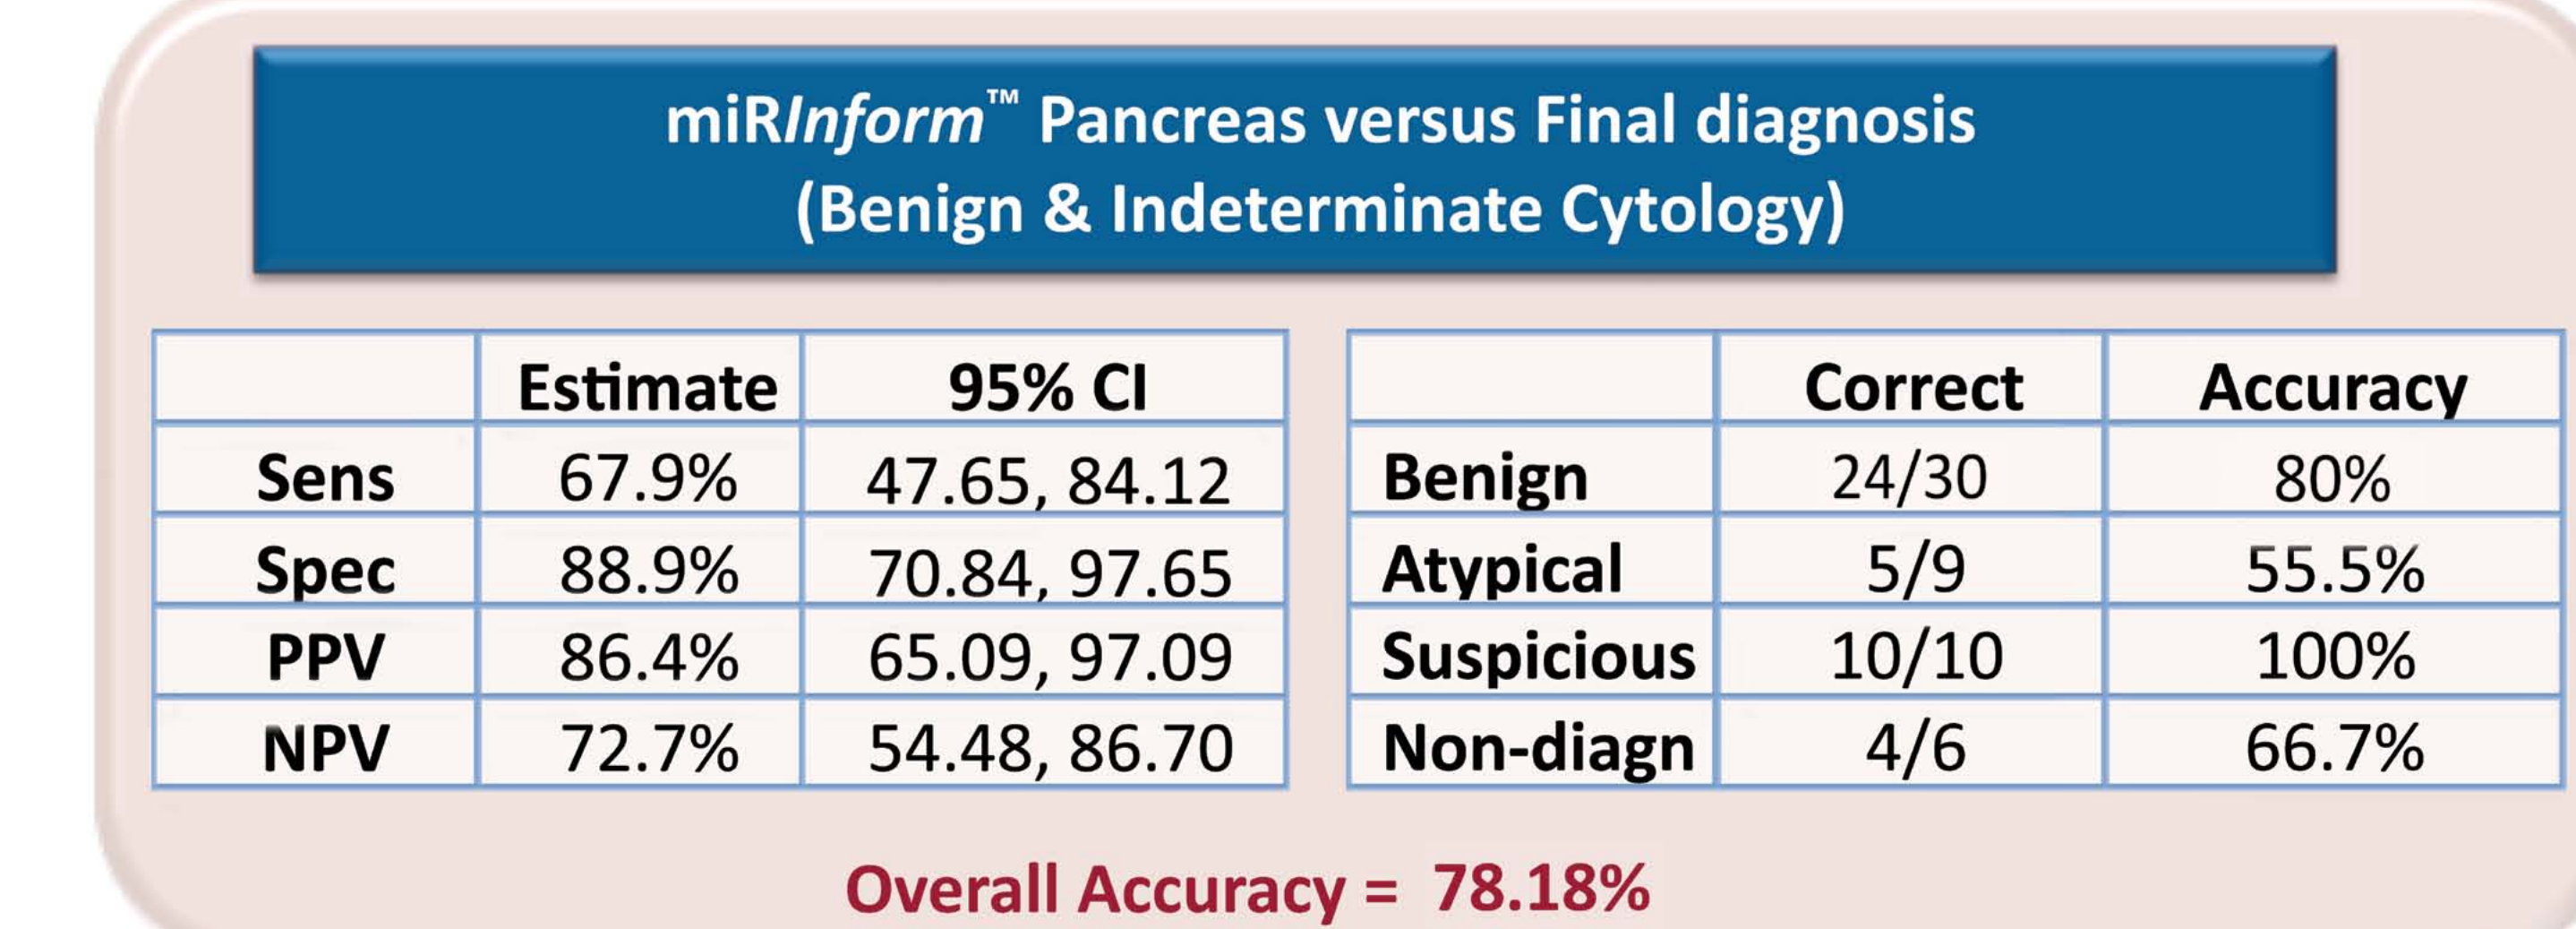 miRInform™ Pancreas versus Final diagnosis
(Benign & Indeterminate Cytology)
Estimate 95% CI
Sens 67.9% 47.65, 84.12
Spec 88.9% 70.84, 97.65
PPV 86.4% 65.09, 97.09
NPV 72.7% 54.48, 86.70
Correct Accuracy
Benign 24/30 80%
Atypical 5/9 55.5%
Suspicious 10/10 100%
Non-diagn 4/6 66.7%
Overall Accuracy = 78.18%